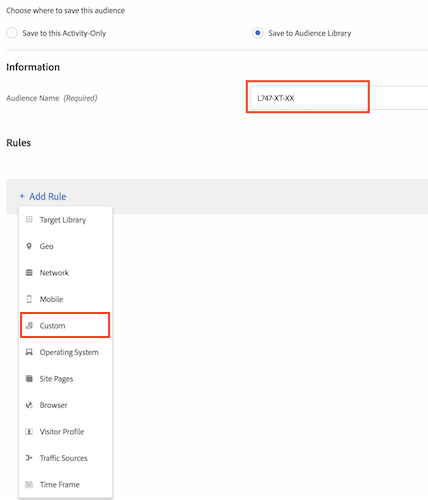 Choose where to save this audience
Save to this Activity-Only Save to Audience Library
Information
Audience Name (Required) L747-XT-XX
Rules
+ Add Rule
Target Library
Geo
Network
Mobile
Custom
Operating System
Site Pages
Browser
Visitor Profile
Traffic Sources
Time Frame